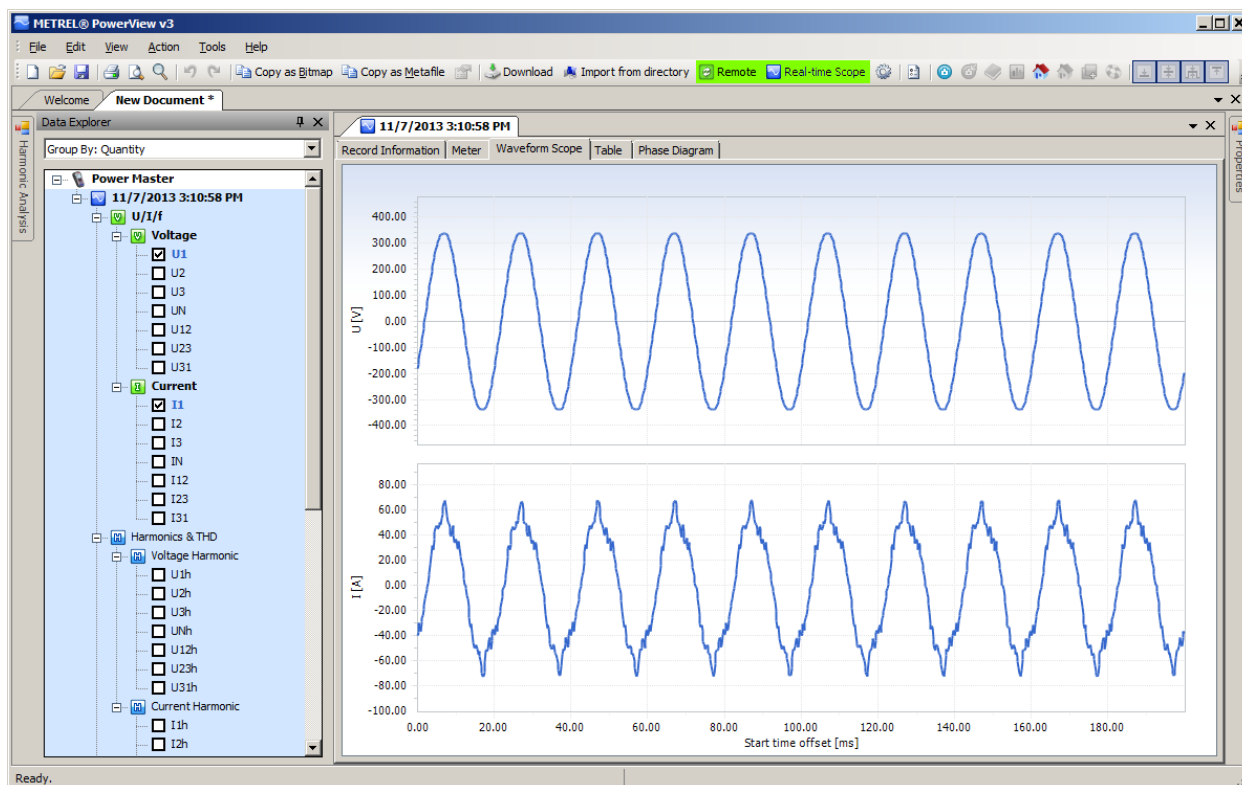 METREL® PowerView v3
File Edit View Action Tools Help
Copy as Bitmap Copy as Metafile Download Import from directory Remote Real-time Scope
Welcome New Document *
Harmonic Analysis
Data Explorer
Group By: Quantity
Power Master
11/7/2013 3:10:58 PM
U/I/f
Voltage
U1
U2
U3
UN
U12
U23
U31
Current
I1
I2
I3
IN
I12
I23
I31
Harmonics & THD
Voltage Harmonic
U1h
U2h
U3h
UNh
U12h
U23h
U31h
Current Harmonic
I1h
I2h
11/7/2013 3:10:58 PM
Record Information Meter Waveform Scope Table Phase Diagram
U [V]
400.00
300.00
200.00
100.00
0.00
-100.00
-200.00
-300.00
-400.00
I [A]
80.00
60.00
40.00
20.00
0.00
-20.00
-40.00
-60.00
-80.00
-100.00
0.00 20.00 40.00 60.00 80.00 100.00 120.00 140.00 160.00 180.00
Start time offset [ms]
Properties
Ready.